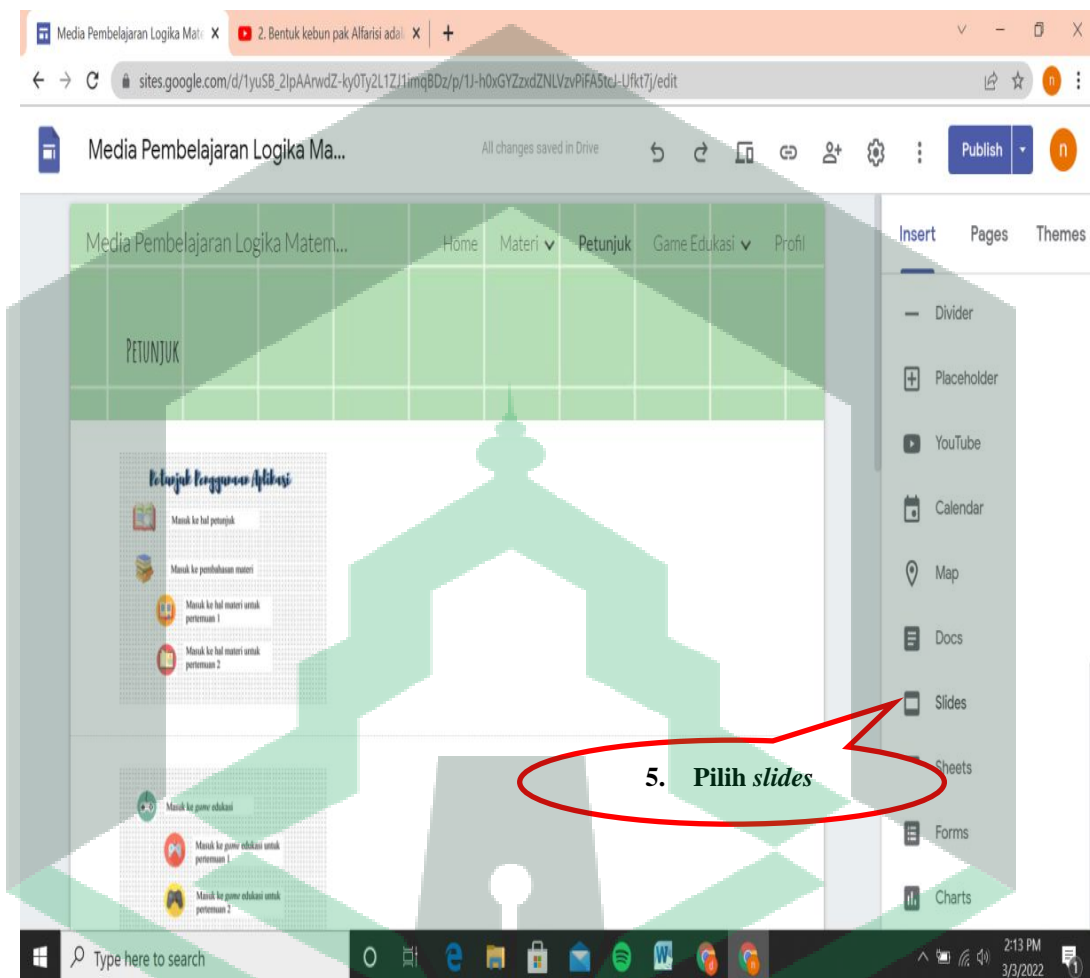 Media Pembelajaran Logika Mate
2. Bentuk kebun pak Alfarisi adal
sites.google.com/d/1yuSB_2IpAArwdZ-ky0Ty2L1ZJ1imqBDz/p/1J-h0xGYZzxdZNLVzvPiFA5tcJ-Ufkt7j/edit
n
Media Pembelajaran Logika Ma...
All changes saved in Drive
Publish
n
Media Pembelajaran Logika Matem...
Home Materi Petunjuk Game Edukasi Profil
Insert Pages Themes
Petunjuk
Divider
Placeholder
YouTube
Calendar
Map
Docs
Slides
Sheets
Forms
Charts
Petunjuk Penggunaan Aplikasi
Masuk ke hal petunjuk
Masuk ke pembahasan materi
Masuk ke hal materi untuk
pertemuan 1
Masuk ke hal materi untuk
pertemuan 2
5. Pilih slides
Masuk ke game edukasi
Masuk ke game edukasi untuk
pertemuan 1
Masuk ke game edukasi untuk
pertemuan 2
Type here to search
2:13 PM
3/3/2022